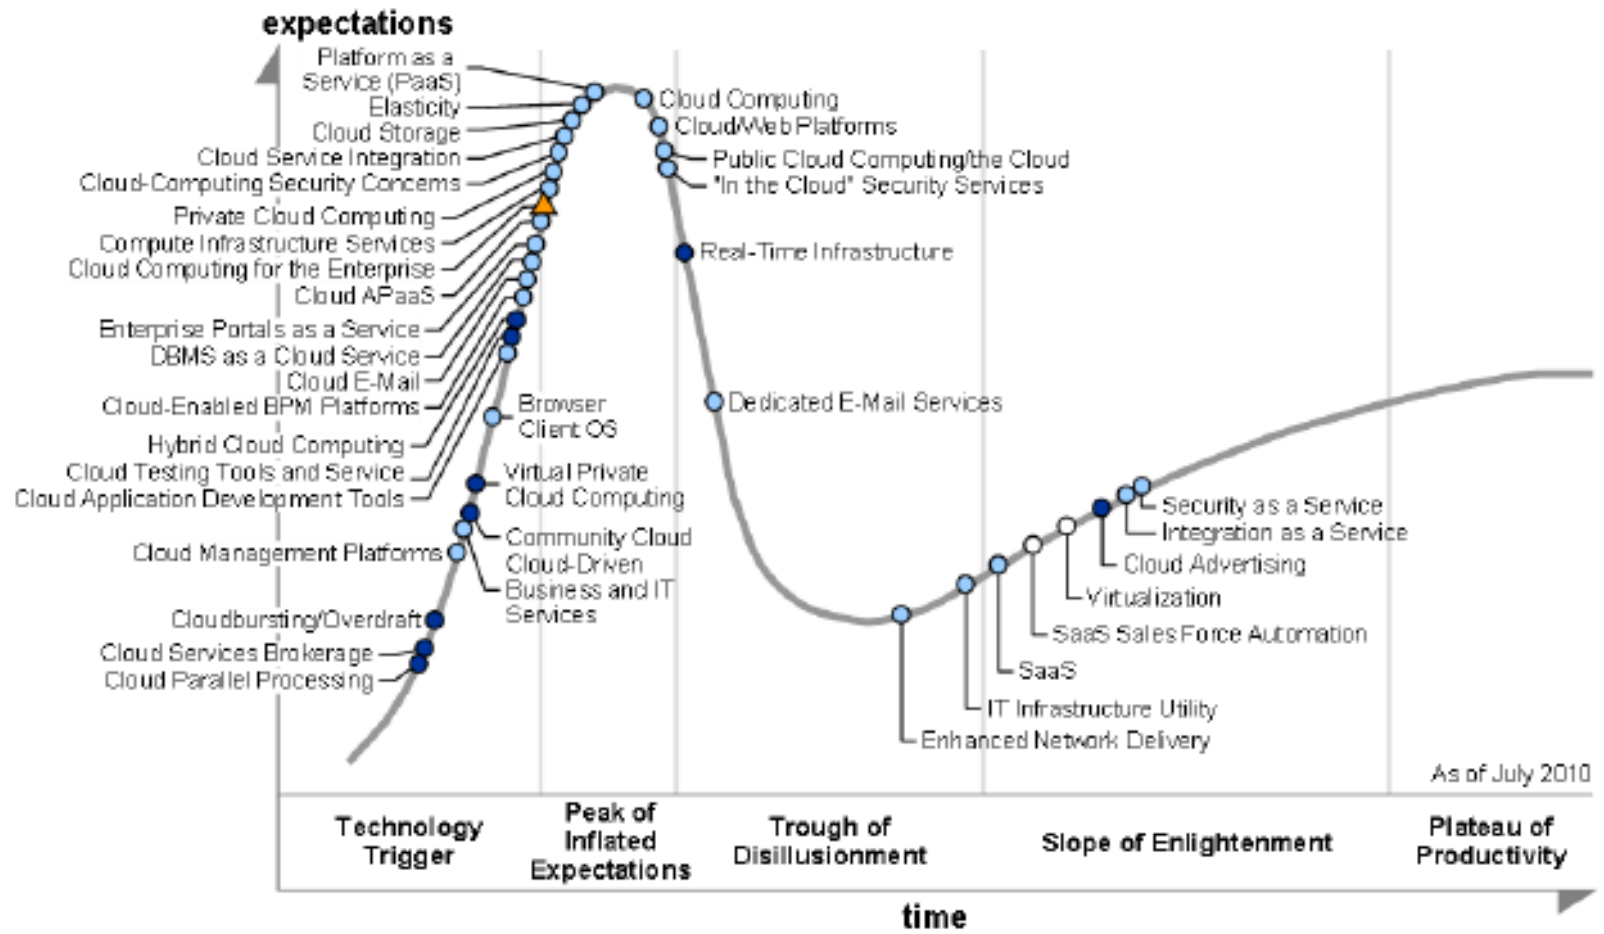 expectations
Platform as a
Service (PaaS)
Elasticity
Cloud Storage
Cloud Service Integration
Cloud-Computing Security Concerns
Private Cloud Computing
Compute Infrastructure Services
Cloud Computing for the Enterprise
Cloud APaaS
Enterprise Portals as a Service
DBMS as a Cloud Service
Cloud E-Mail
Cloud-Enabled BPM Platforms
Hybrid Cloud Computing
Cloud Testing Tools and Service
Cloud Application Development Tools
Cloud Management Platforms
Cloudbursting/Overdraft
Cloud Services Brokerage
Cloud Parallel Processing
Browser
Client OS
Virtual Private
Cloud Computing
Community Cloud
Cloud-Driven
Business and IT
Services
Cloud Computing
Cloud/Web Platforms
Public Cloud Computing/the Cloud
"In the Cloud" Security Services
Real-Time Infrastructure
Dedicated E-Mail Services
Security as a Service
Integration as a Service
Cloud Advertising
Virtualization
SaaS Sales Force Automation
SaaS
IT Infrastructure Utility
Enhanced Network Delivery
As of July 2010
Technology
Trigger
Peak of
Inflated
Expectations
Trough of
Disillusionment
Slope of Enlightenment
Plateau of
Productivity
time